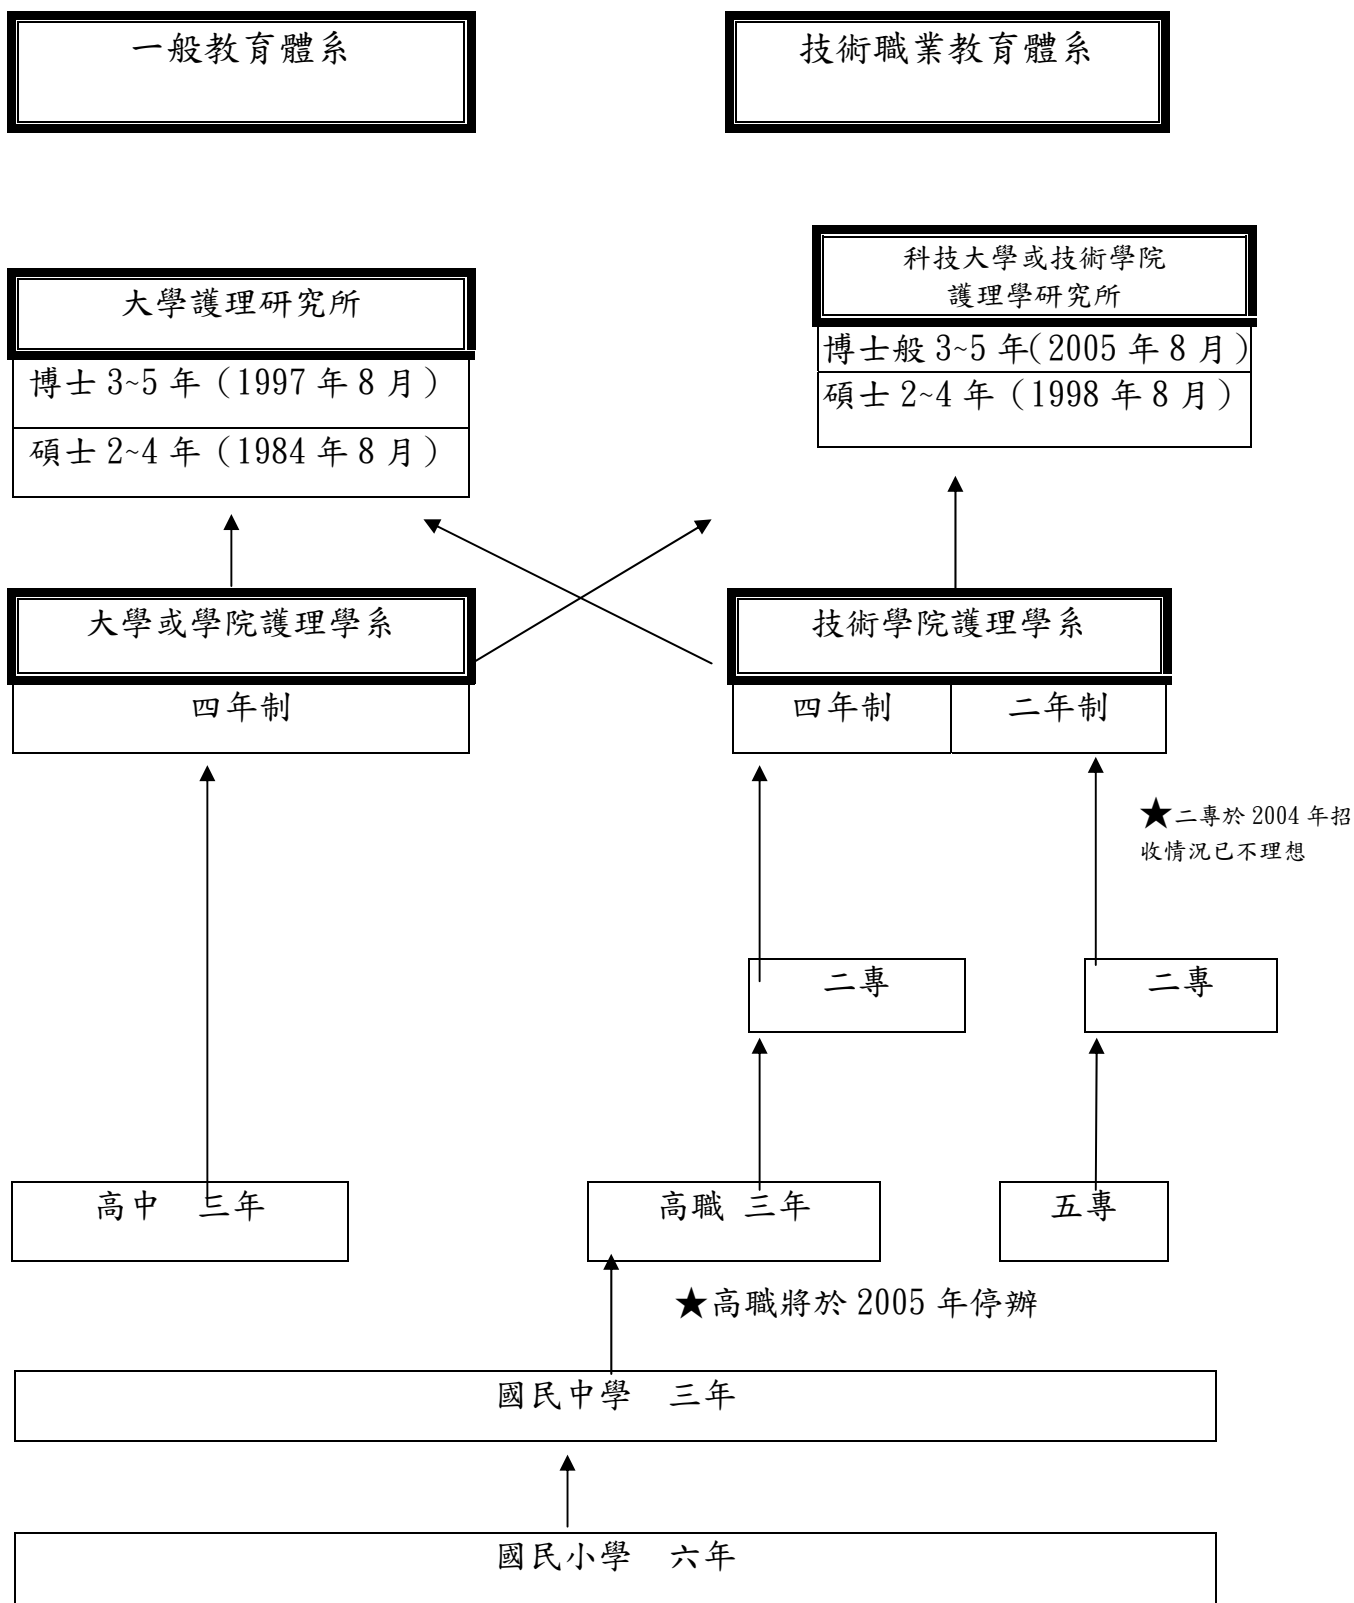 一般教育體系
技術職業教育體系
科技大學或技術學院
護理學研究所
博士般 3~5 年(2005 年 8 月)
碩士 2~4 年（1998 年 8 月）
大學護理研究所
博士 3~5 年（1997 年 8 月）
碩士 2~4 年（1984 年 8 月）
大學或學院護理學系
四年制
技術學院護理學系
四年制
二年制
★二專於 2004 年招
收情況已不理想
二專
二專
高中　三年
高職 三年
五專
★高職將於 2005 年停辦
國民中學　三年
國民小學　六年